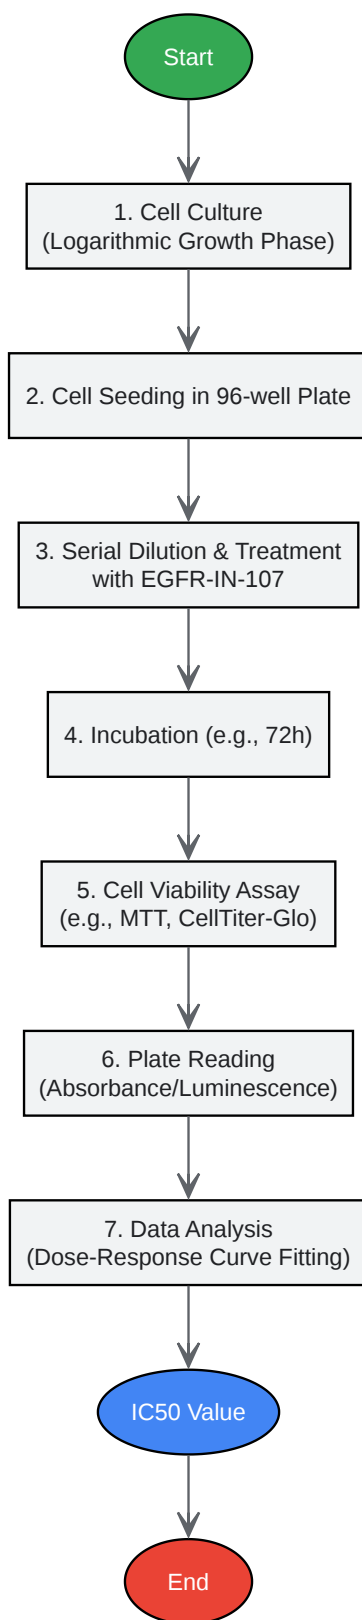 Start
1. Cell Culture
(Logarithmic Growth Phase)
2. Cell Seeding in 96-well Plate
3. Serial Dilution & Treatment
with EGFR-IN-107
4. Incubation (e.g., 72h)
5. Cell Viability Assay
(e.g., MTT, CellTiter-Glo)
6. Plate Reading
(Absorbance/Luminescence)
7. Data Analysis
(Dose-Response Curve Fitting)
IC50 Value
End